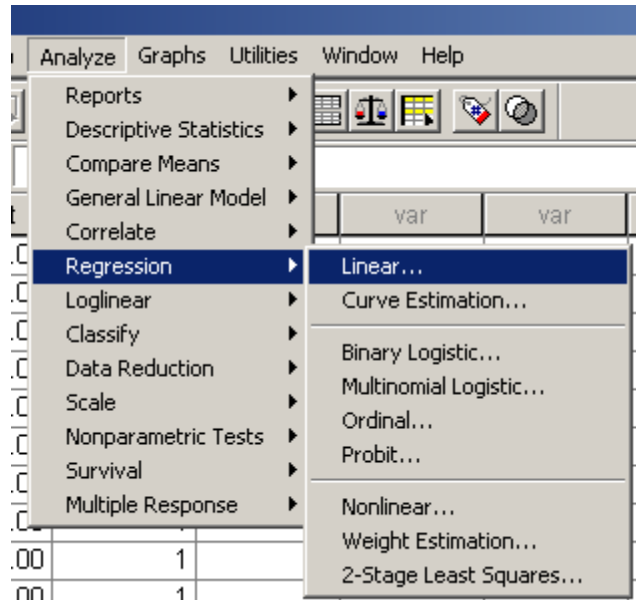 Analyze Graphs Utilities Window Help
Reports
Descriptive Statistics
Compare Means
General Linear Model
var var
Correlate
Regression
Linear...
Loglinear
Curve Estimation...
Classify
Binary Logistic...
Data Reduction
Multinomial Logistic...
Scale
Ordinal...
Nonparametric Tests
Probit...
Survival
Multiple Response
Nonlinear...
Weight Estimation...
.00 1
2-Stage Least Squares...
.00 1